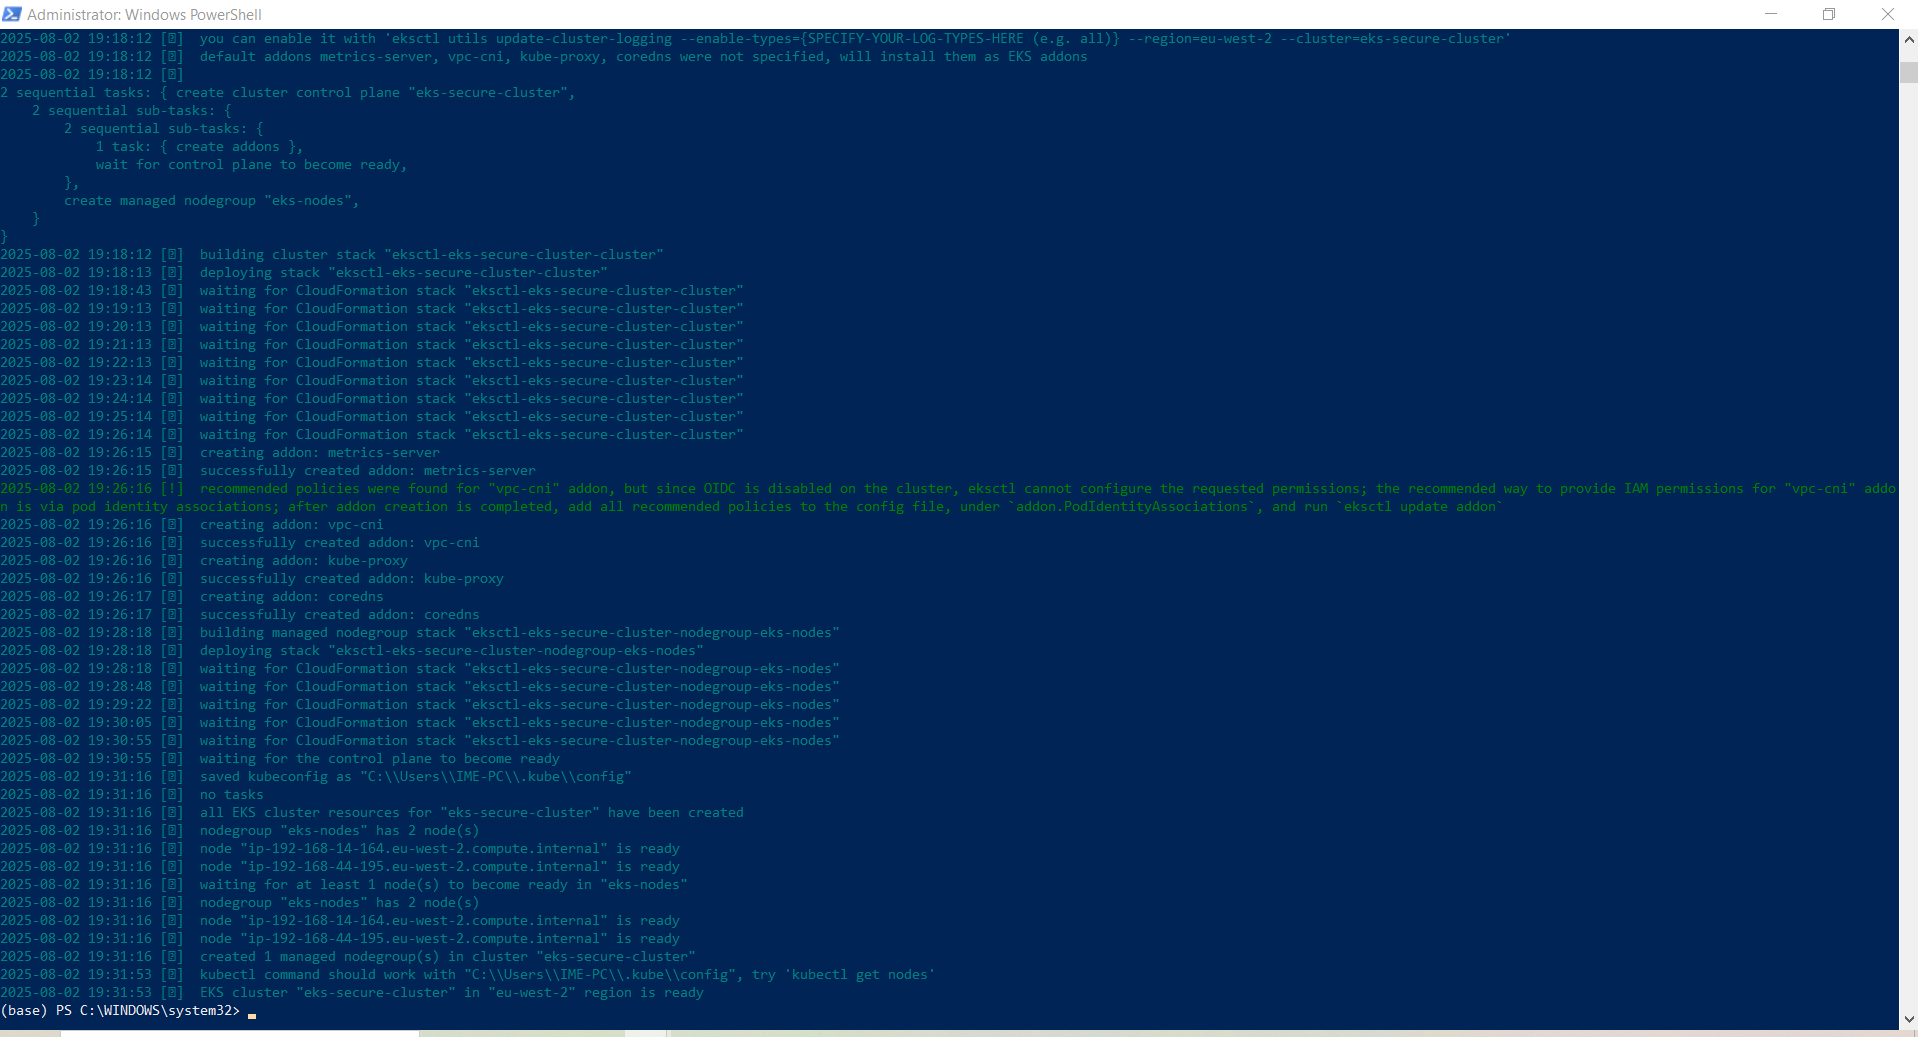 Administrator: Windows PowerShell
2025-08-02 19:18:12 [⍰]  you can enable it with 'eksctl utils update-cluster-logging --enable-types={SPECIFY-YOUR-LOG-TYPES-HERE (e.g. all)} --region=eu-west-2 --cluster=eks-secure-cluster'
2025-08-02 19:18:12 [⍰]  default addons metrics-server, vpc-cni, kube-proxy, coredns were not specified, will install them as EKS addons
2025-08-02 19:18:12 [⍰]
2 sequential tasks: { create cluster control plane "eks-secure-cluster",
    2 sequential sub-tasks: {
        2 sequential sub-tasks: {
            1 task: { create addons },
            wait for control plane to become ready,
        },
        create managed nodegroup "eks-nodes",
    }
}
2025-08-02 19:18:12 [⍰]  building cluster stack "eksctl-eks-secure-cluster-cluster"
2025-08-02 19:18:13 [⍰]  deploying stack "eksctl-eks-secure-cluster-cluster"
2025-08-02 19:18:43 [⍰]  waiting for CloudFormation stack "eksctl-eks-secure-cluster-cluster"
2025-08-02 19:19:13 [⍰]  waiting for CloudFormation stack "eksctl-eks-secure-cluster-cluster"
2025-08-02 19:20:13 [⍰]  waiting for CloudFormation stack "eksctl-eks-secure-cluster-cluster"
2025-08-02 19:21:13 [⍰]  waiting for CloudFormation stack "eksctl-eks-secure-cluster-cluster"
2025-08-02 19:22:13 [⍰]  waiting for CloudFormation stack "eksctl-eks-secure-cluster-cluster"
2025-08-02 19:23:14 [⍰]  waiting for CloudFormation stack "eksctl-eks-secure-cluster-cluster"
2025-08-02 19:24:14 [⍰]  waiting for CloudFormation stack "eksctl-eks-secure-cluster-cluster"
2025-08-02 19:25:14 [⍰]  waiting for CloudFormation stack "eksctl-eks-secure-cluster-cluster"
2025-08-02 19:26:14 [⍰]  waiting for CloudFormation stack "eksctl-eks-secure-cluster-cluster"
2025-08-02 19:26:15 [⍰]  creating addon: metrics-server
2025-08-02 19:26:15 [⍰]  successfully created addon: metrics-server
2025-08-02 19:26:16 [!]  recommended policies were found for "vpc-cni" addon, but since OIDC is disabled on the cluster, eksctl cannot configure the requested permissions; the recommended way to provide IAM permissions for "vpc-cni" addo
n is via pod identity associations; after addon creation is completed, add all recommended policies to the config file, under `addon.PodIdentityAssociations`, and run `eksctl update addon`
2025-08-02 19:26:16 [⍰]  creating addon: vpc-cni
2025-08-02 19:26:16 [⍰]  successfully created addon: vpc-cni
2025-08-02 19:26:16 [⍰]  creating addon: kube-proxy
2025-08-02 19:26:16 [⍰]  successfully created addon: kube-proxy
2025-08-02 19:26:17 [⍰]  creating addon: coredns
2025-08-02 19:26:17 [⍰]  successfully created addon: coredns
2025-08-02 19:28:18 [⍰]  building managed nodegroup stack "eksctl-eks-secure-cluster-nodegroup-eks-nodes"
2025-08-02 19:28:18 [⍰]  deploying stack "eksctl-eks-secure-cluster-nodegroup-eks-nodes"
2025-08-02 19:28:18 [⍰]  waiting for CloudFormation stack "eksctl-eks-secure-cluster-nodegroup-eks-nodes"
2025-08-02 19:28:48 [⍰]  waiting for CloudFormation stack "eksctl-eks-secure-cluster-nodegroup-eks-nodes"
2025-08-02 19:29:22 [⍰]  waiting for CloudFormation stack "eksctl-eks-secure-cluster-nodegroup-eks-nodes"
2025-08-02 19:30:05 [⍰]  waiting for CloudFormation stack "eksctl-eks-secure-cluster-nodegroup-eks-nodes"
2025-08-02 19:30:55 [⍰]  waiting for CloudFormation stack "eksctl-eks-secure-cluster-nodegroup-eks-nodes"
2025-08-02 19:30:55 [⍰]  waiting for the control plane to become ready
2025-08-02 19:31:16 [⍰]  saved kubeconfig as "C:\\Users\\IME-PC\\.kube\\config"
2025-08-02 19:31:16 [⍰]  no tasks
2025-08-02 19:31:16 [⍰]  all EKS cluster resources for "eks-secure-cluster" have been created
2025-08-02 19:31:16 [⍰]  nodegroup "eks-nodes" has 2 node(s)
2025-08-02 19:31:16 [⍰]  node "ip-192-168-14-164.eu-west-2.compute.internal" is ready
2025-08-02 19:31:16 [⍰]  node "ip-192-168-44-195.eu-west-2.compute.internal" is ready
2025-08-02 19:31:16 [⍰]  waiting for at least 1 node(s) to become ready in "eks-nodes"
2025-08-02 19:31:16 [⍰]  nodegroup "eks-nodes" has 2 node(s)
2025-08-02 19:31:16 [⍰]  node "ip-192-168-14-164.eu-west-2.compute.internal" is ready
2025-08-02 19:31:16 [⍰]  node "ip-192-168-44-195.eu-west-2.compute.internal" is ready
2025-08-02 19:31:16 [⍰]  created 1 managed nodegroup(s) in cluster "eks-secure-cluster"
2025-08-02 19:31:53 [⍰]  kubectl command should work with "C:\\Users\\IME-PC\\.kube\\config", try 'kubectl get nodes'
2025-08-02 19:31:53 [⍰]  EKS cluster "eks-secure-cluster" in "eu-west-2" region is ready
(base) PS C:\WINDOWS\system32>